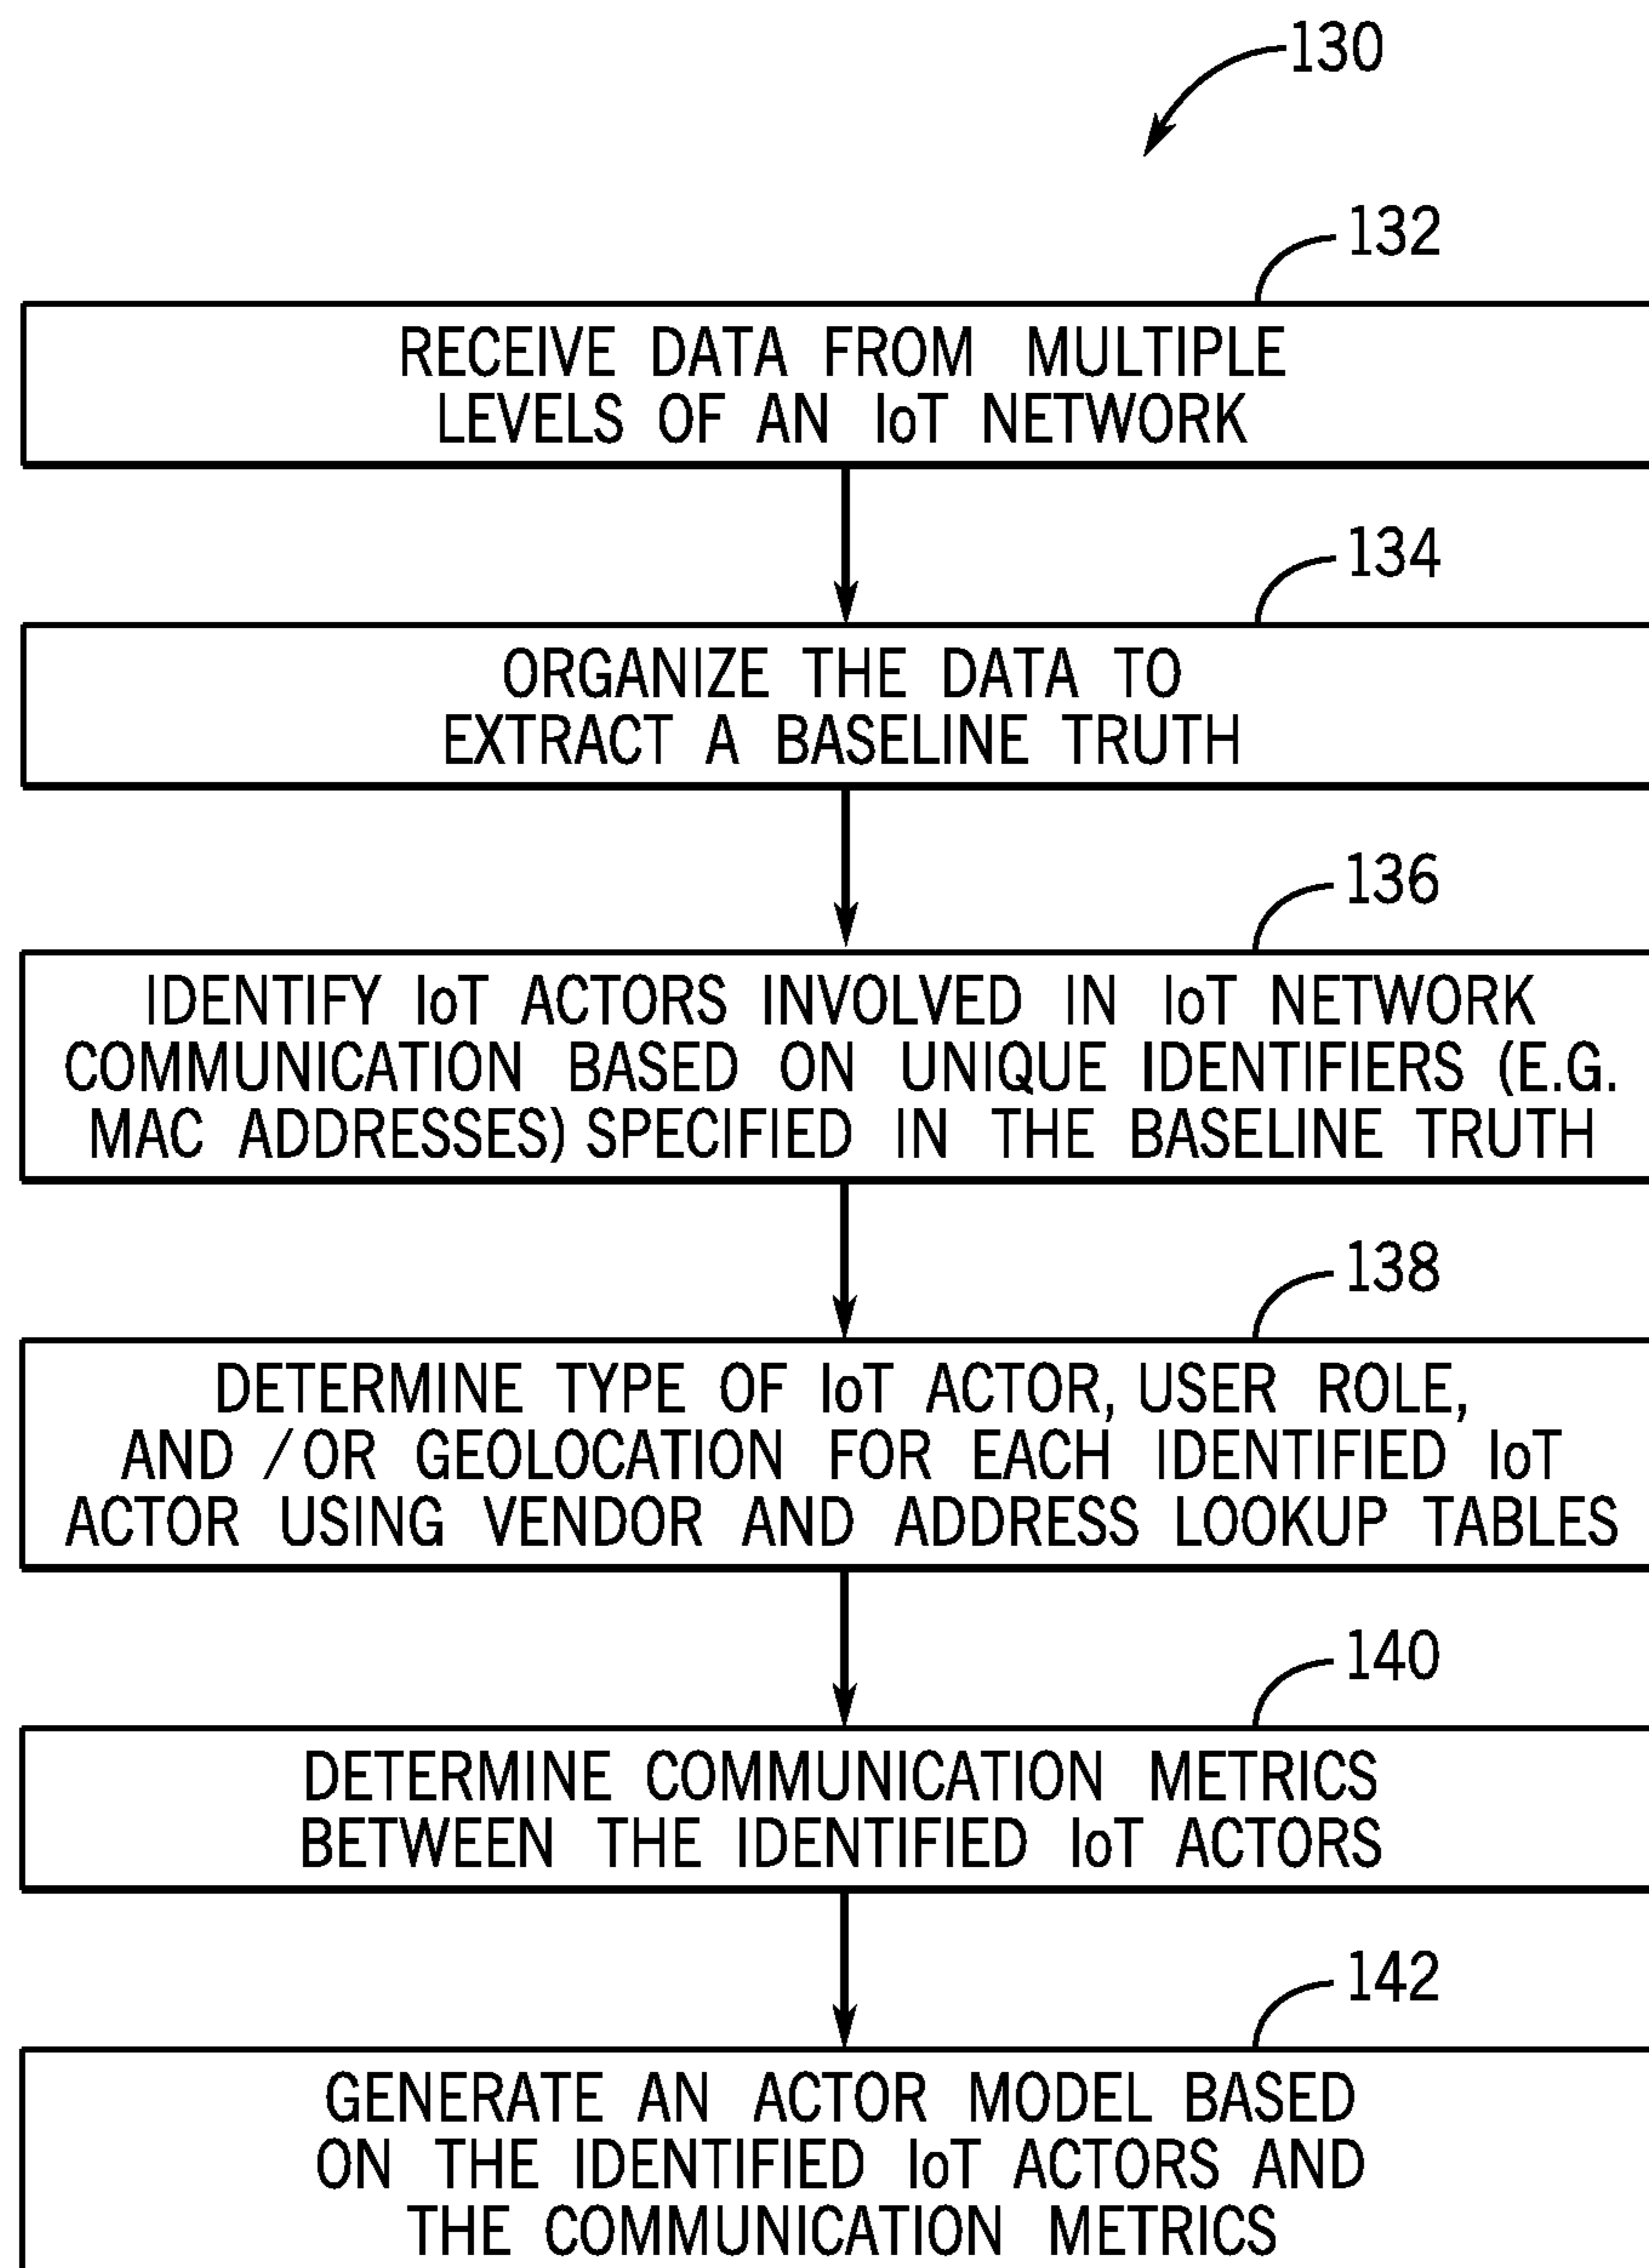 130
132
RECEIVE DATA FROM MULTIPLE
LEVELS OF AN IoT NETWORK
134
ORGANIZE THE DATA TO
EXTRACT A BASELINE TRUTH
136
IDENTIFY IoT ACTORS INVOLVED IN IoT NETWORK
COMMUNICATION BASED ON UNIQUE IDENTIFIERS (E.G.
MAC ADDRESSES) SPECIFIED IN THE BASELINE TRUTH
138
DETERMINE TYPE OF IoT ACTOR, USER ROLE,
AND /OR GEOLOCATION FOR EACH IDENTIFIED IoT
ACTOR USING VENDOR AND ADDRESS LOOKUP TABLES
140
DETERMINE COMMUNICATION METRICS
BETWEEN THE IDENTIFIED IoT ACTORS
142
GENERATE AN ACTOR MODEL BASED
ON THE IDENTIFIED IoT ACTORS AND
THE COMMUNICATION METRICS